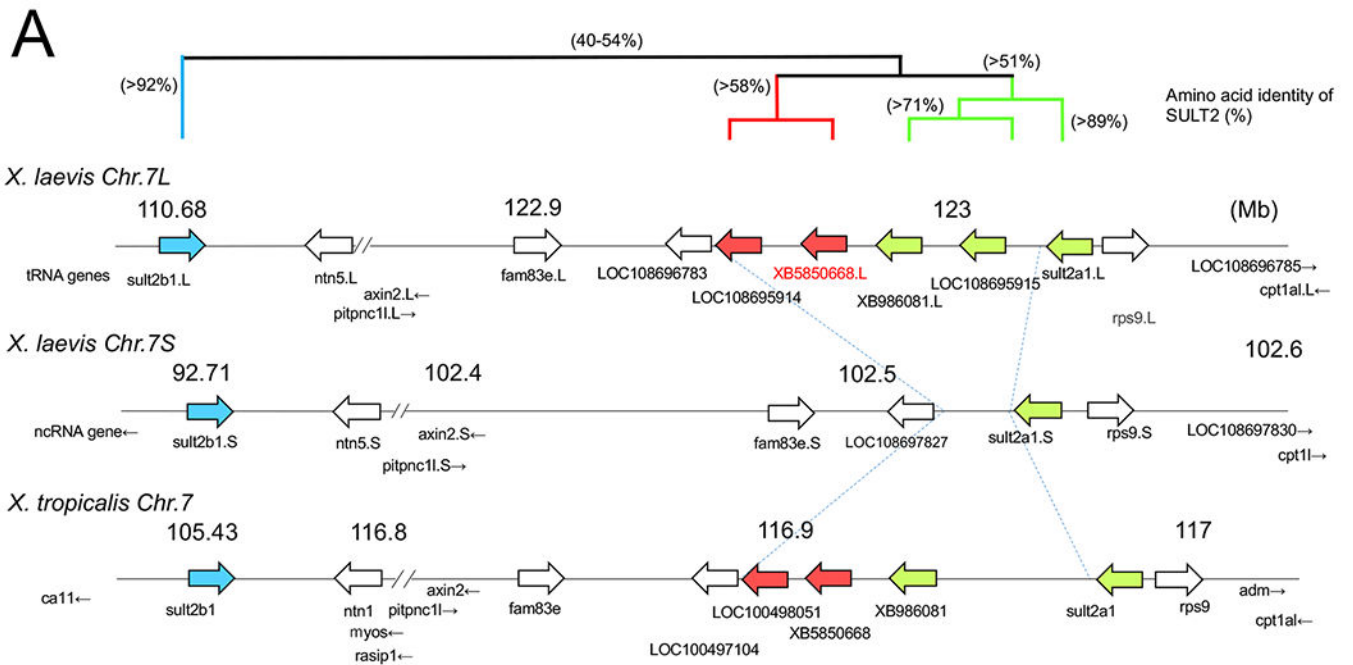 A
(40-54%)
(>92%)
(>58%)
(>51%)
(>71%)
(>89%)
Amino acid identity of
SULT2 (%)
X. laevis Chr.7L
110.68
122.9
123
(Mb)
tRNA genes
sult2b1.L
ntn5.L
axin2.L←
pitpnc1l.L→
fam83e.L
LOC108696783
LOC108695914
XB5850668.L
XB986081.L
LOC108695915
sult2a1.L
rps9.L
LOC108696785→
cpt1al.L←
X. laevis Chr.7S
92.71
102.4
102.5
102.6
ncRNA gene←
sult2b1.S
ntn5.S
axin2.S←
pitpnc1l.S→
fam83e.S
LOC108697827
sult2a1.S
rps9.S
LOC108697830→
cpt1l→
X. tropicalis Chr.7
105.43
116.8
116.9
117
ca11←
sult2b1
ntn1
myos←
rasip1←
axin2←
pitpnc1l→
fam83e
LOC100497104
LOC100498051
XB5850668
XB986081
sult2a1
rps9
adm→
cpt1al←